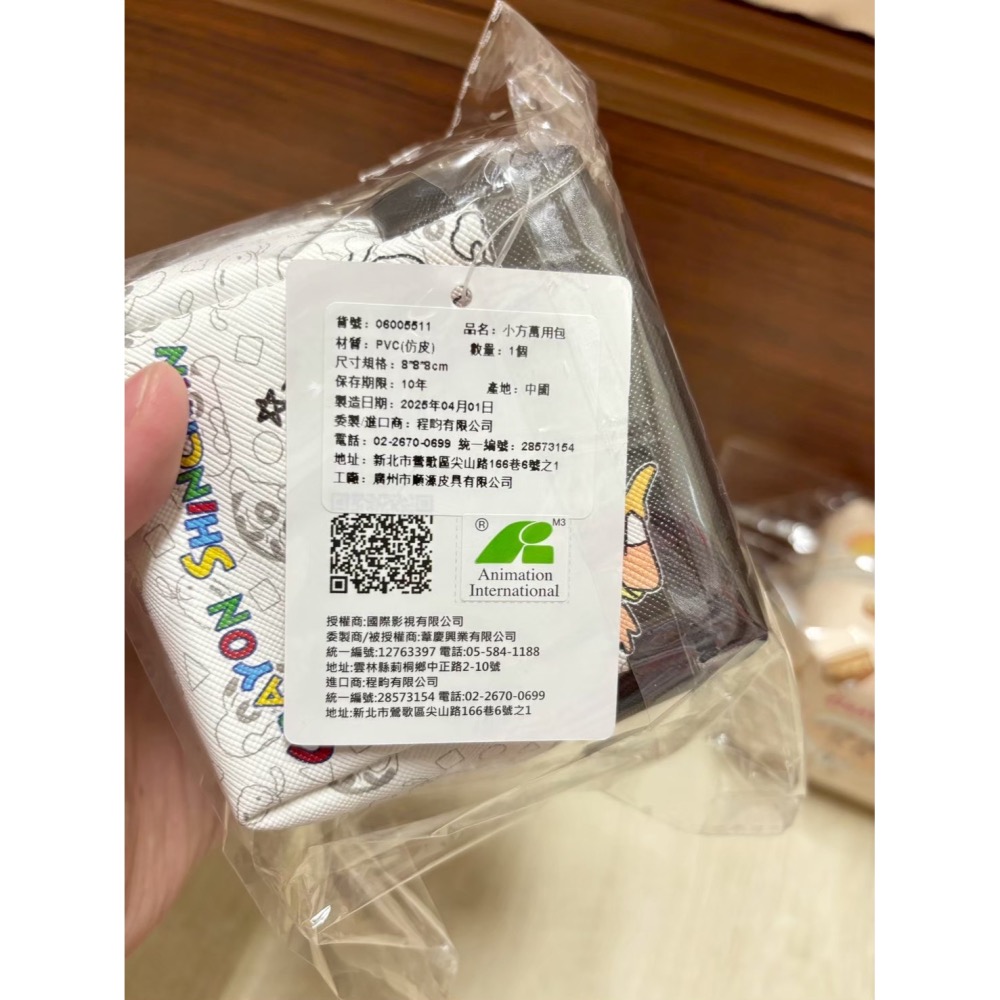 貨號：06005511 品名：小方萬用包
材質：PVC(仿皮) 數量：1個
尺寸規格：8*8*8cm
保存期限：10年 產地：中國
製造日期：2025年04月01日
委製/進口商：程畇有限公司
電話：02-2670-0699 統一編號：28573154
地址：新北市鶯歌區尖山路166巷6號之1
工廠：廣州市順源皮具有限公司
® M3
Animation
International
授權商:國際影視有限公司
委製商/被授權商:葦慶興業有限公司
統一編號:12763397 電話:05-584-1188
地址:雲林縣莿桐鄉中正路2-10號
進口商:程畇有限公司
統一編號:28573154 電話:02-2670-0699
地址:新北市鶯歌區尖山路166巷6號之1
AYON SHINCHAN